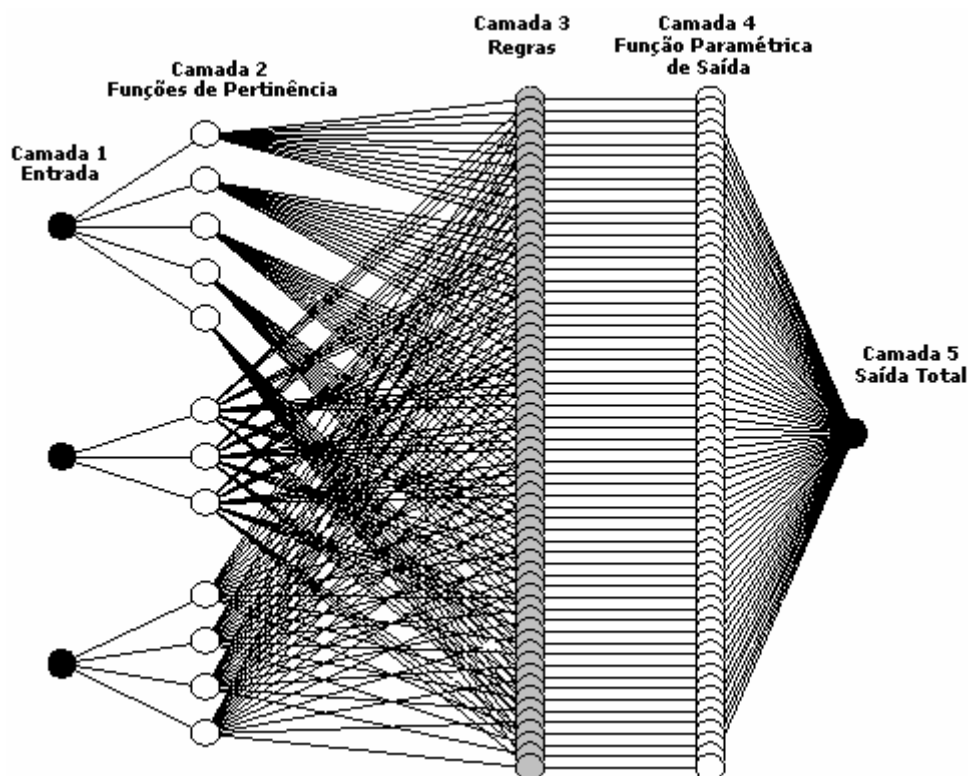 Camada 1
Entrada
Camada 2
Funções de Pertinência
Camada 3
Regras
Camada 4
Função Paramétrica
de Saída
Camada 5
Saída Total